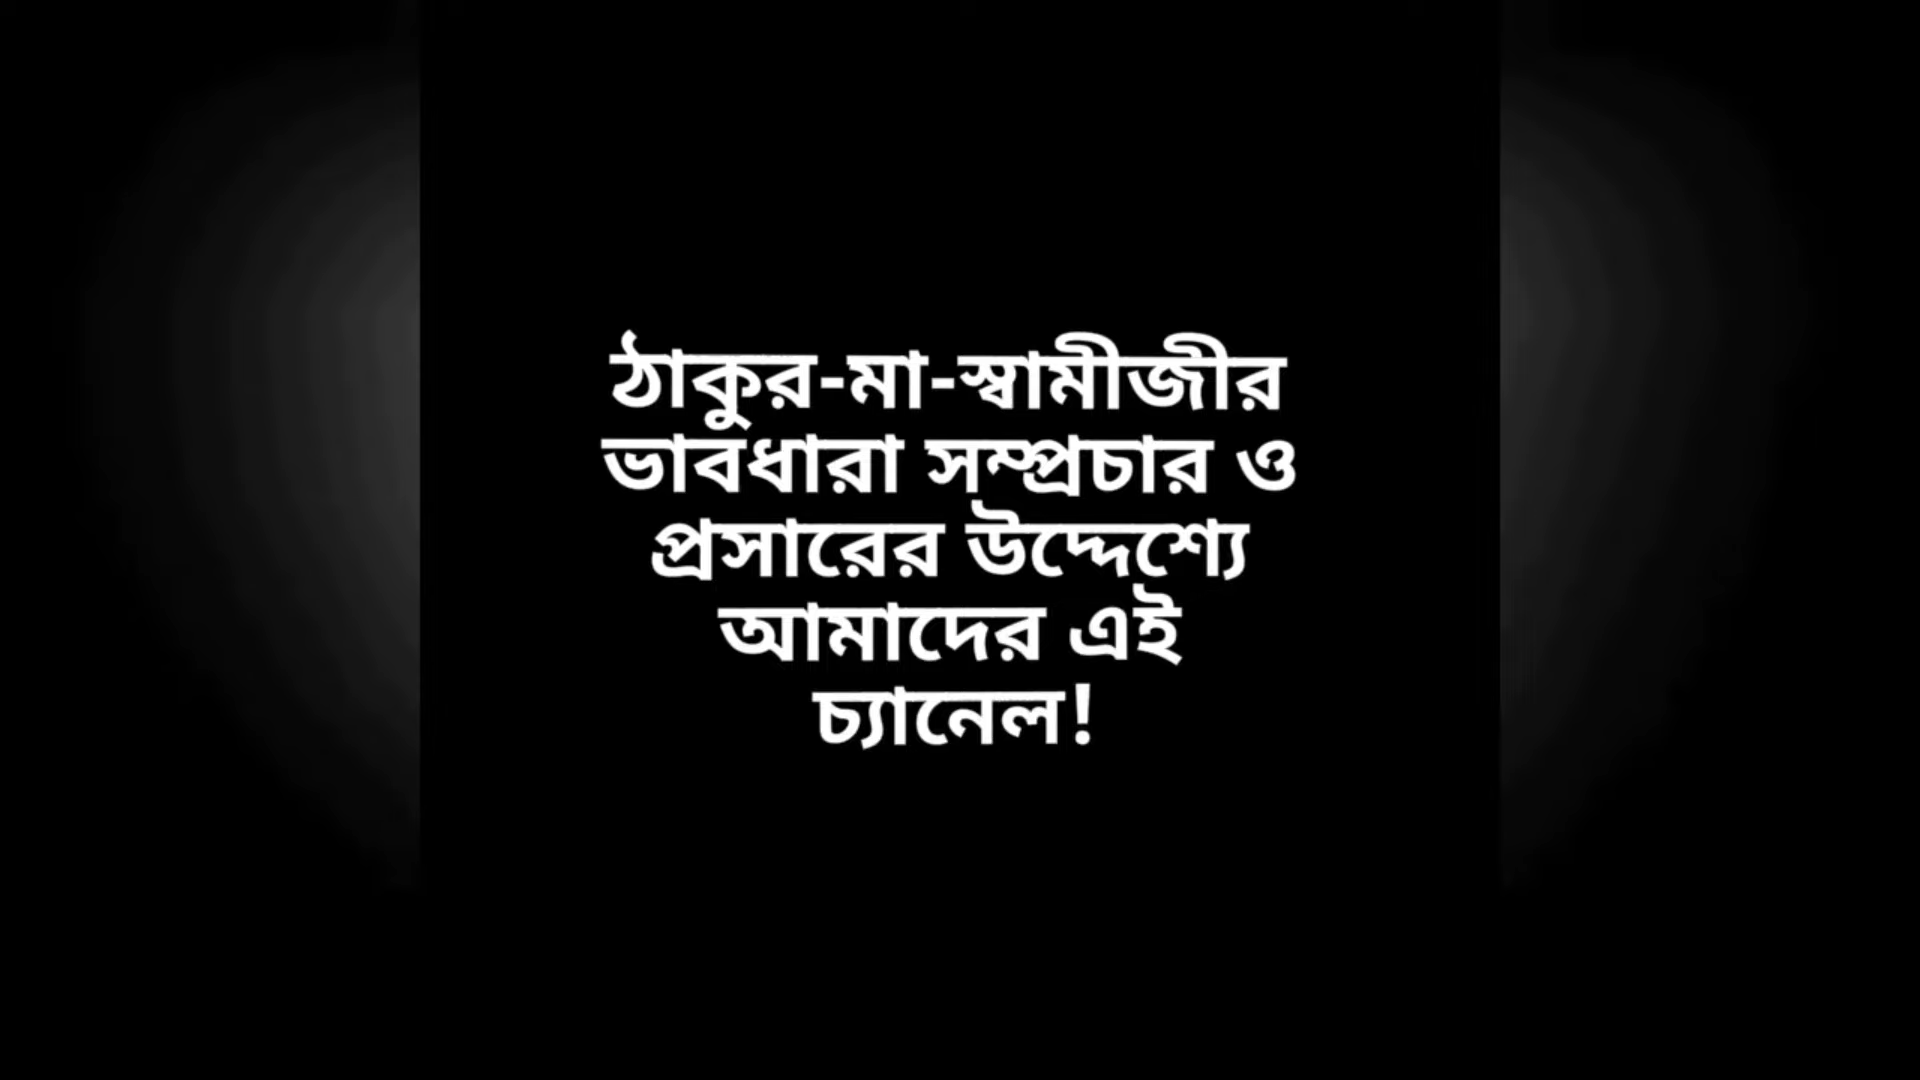 ঠাকুর-মা-স্বামীজীর
ভাবধারা সম্প্রচার ও
প্রসারের উদ্দেশ্যে
আমাদের এই
চ্যানেল!